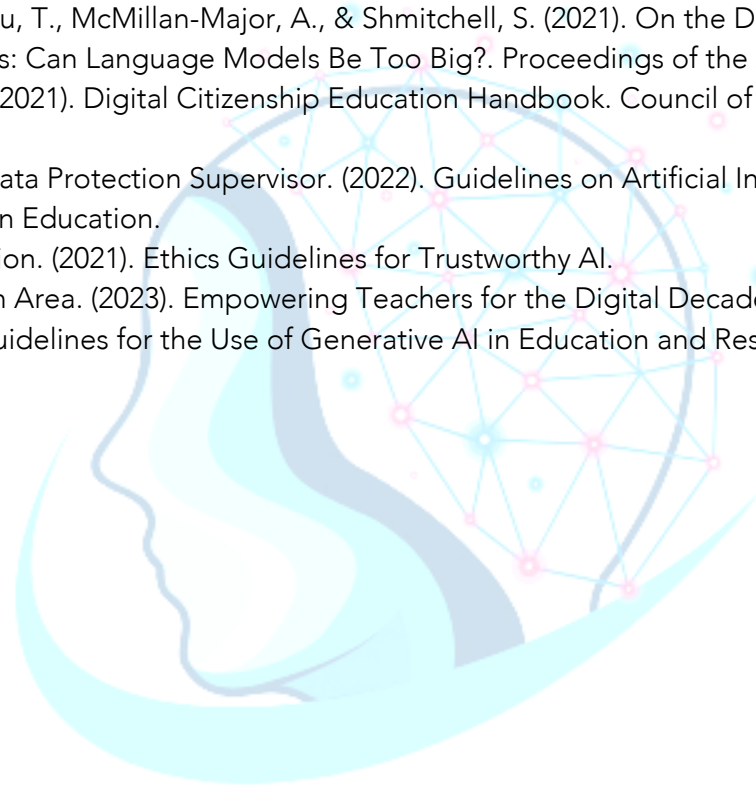 u, T., McMillan-Major, A., & Shmitchell, S. (2021). On the D
s: Can Language Models Be Too Big?. Proceedings of the
2021). Digital Citizenship Education Handbook. Council of
ata Protection Supervisor. (2022). Guidelines on Artificial In
n Education.
ion. (2021). Ethics Guidelines for Trustworthy AI.
n Area. (2023). Empowering Teachers for the Digital Decad
uidelines for the Use of Generative AI in Education and Res